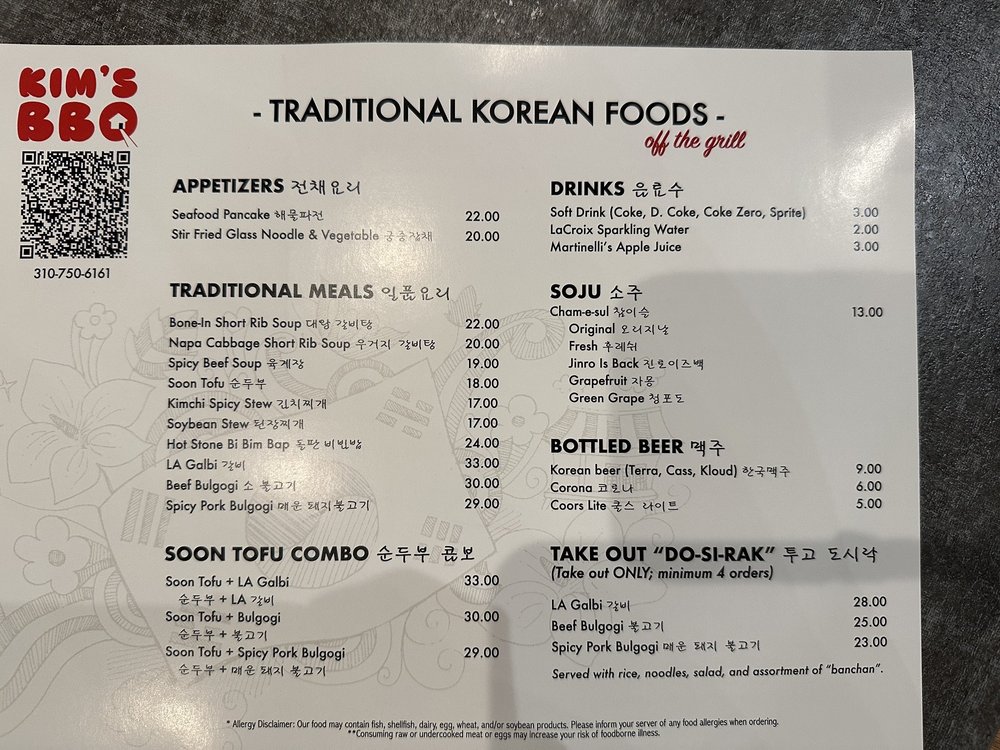 KIM'S
BBQ
310-750-6161
- TRADITIONAL KOREAN FOODS -
off the grill
APPETIZERS 전채요리
Seafood Pancake 해물파전 22.00
Stir Fried Glass Noodle & Vegetable 궁중잡채 20.00
TRADITIONAL MEALS 일품요리
Bone-In Short Rib Soup 대왕 갈비탕 22.00
Napa Cabbage Short Rib Soup 우거지 갈비탕 20.00
Spicy Beef Soup 육계장 19.00
Soon Tofu 순두부 18.00
Kimchi Spicy Stew 김치찌개 17.00
Soybean Stew 된장찌개 17.00
Hot Stone Bi Bim Bap 돌판 비빔밥 24.00
LA Galbi 갈비 33.00
Beef Bulgogi 소 불고기 30.00
Spicy Pork Bulgogi 매운 돼지불고기 29.00
SOON TOFU COMBO 순두부 콤보
Soon Tofu + LA Galbi 33.00
순두부 + LA 갈비
Soon Tofu + Bulgogi 30.00
순두부 + 불고기
Soon Tofu + Spicy Pork Bulgogi 29.00
순두부 + 매운 돼지 불고기
DRINKS 음료수
Soft Drink (Coke, D. Coke, Coke Zero, Sprite) 3.00
LaCroix Sparkling Water 2.00
Martinelli's Apple Juice 3.00
SOJU 소주
Cham-e-sul 참이슬 13.00
Original 오리지날
Fresh 후레쉬
Jinro Is Back 진로이즈백
Grapefruit 자몽
Green Grape 청포도
BOTTLED BEER 맥주
Korean beer (Terra, Cass, Kloud) 한국맥주 9.00
Corona 코로나 6.00
Coors Lite 쿨스 라이트 5.00
TAKE OUT "DO-SI-RAK" 투고 도시락
(Take out ONLY; minimum 4 orders)
LA Galbi 갈비 28.00
Beef Bulgogi 불고기 25.00
Spicy Pork Bulgogi 매운 돼지 불고기 23.00
Served with rice, noodles, salad, and assortment of "banchan".
* Allergy Disclaimer: Our food may contain fish, shellfish, dairy, egg, wheat, and/or soybean products. Please inform your server of any food allergies when ordering.
**Consuming raw or undercooked meat or eggs may increase your risk of foodborne illness.